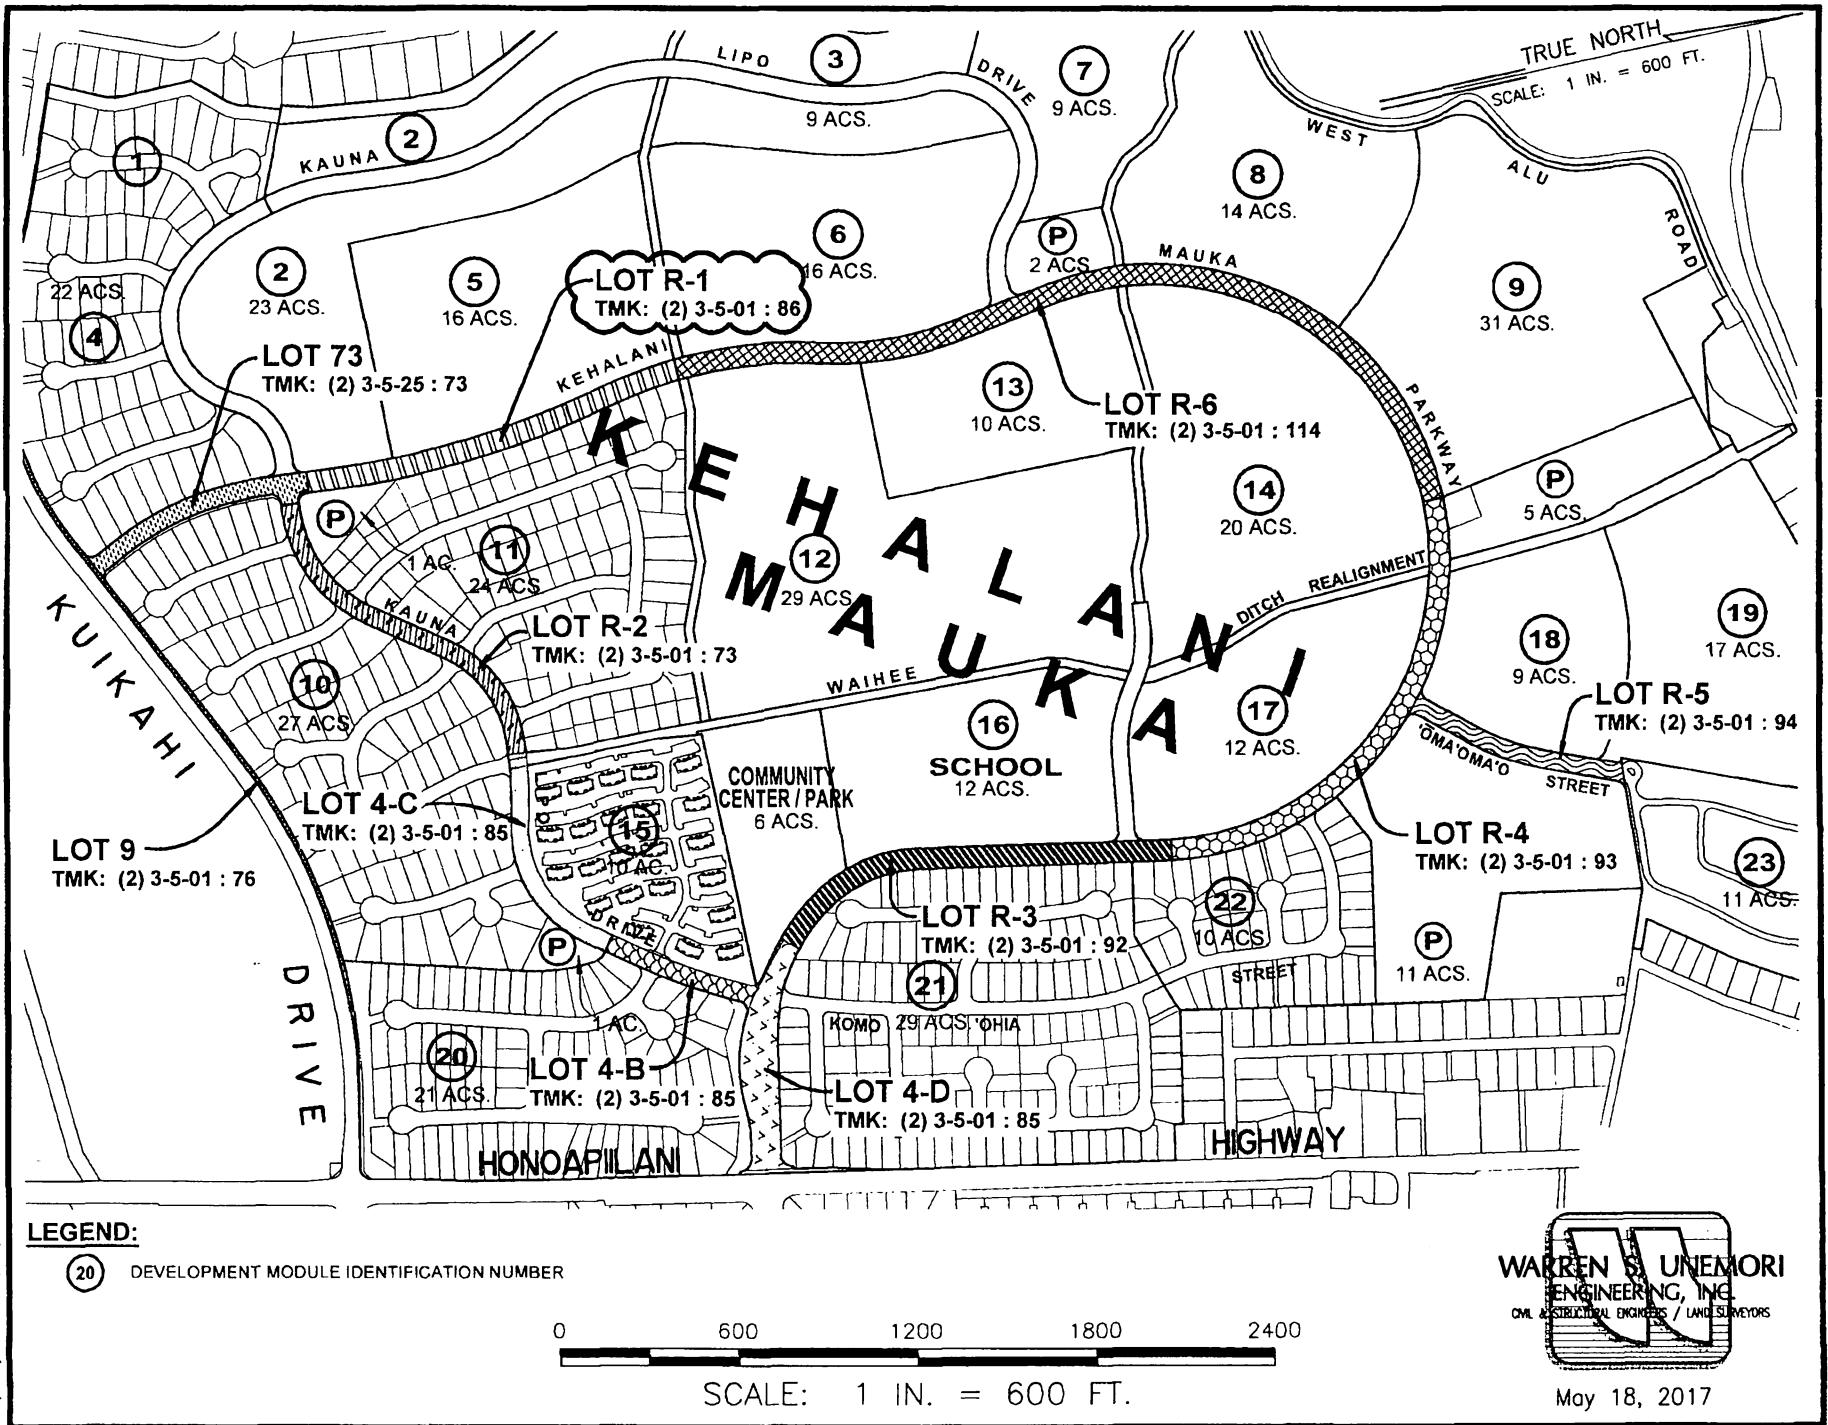 TRUE NORTH
SCALE: 1 IN. = 600 FT.
LIPO
3
9 ACS.
DRIVE
7
9 ACS.
WEST
ALU
ROAD
1
KAUNA
2
8
14 ACS.
22 ACS.
4
2
23 ACS.
5
16 ACS.
6
16 ACS.
P
2 ACS
MAUKA
9
31 ACS.
LOT R-1
TMK: (2) 3-5-01 : 86
LOT 73
TMK: (2) 3-5-25 : 73
KEHALANI
13
10 ACS.
LOT R-6
TMK: (2) 3-5-01 : 114
PARKWAY
P
1 AC.
11
24 ACS
KEHALANI
MAUKA
12
29 ACS
14
20 ACS.
P
5 ACS.
KAUNA
LOT R-2
TMK: (2) 3-5-01 : 73
DITCH REALIGNMENT
WAIHEE
18
9 ACS.
19
17 ACS.
KUIKAHI
10
27 ACS
16
SCHOOL
12 ACS.
17
12 ACS.
LOT R-5
TMK: (2) 3-5-01 : 94
'OMA'OMA'O
STREET
COMMUNITY
CENTER / PARK
6 ACS.
LOT 4-C
TMK: (2) 3-5-01 : 85
15
10 AC.
LOT 9
TMK: (2) 3-5-01 : 76
LOT R-4
TMK: (2) 3-5-01 : 93
23
11 ACS.
DRIVE
P
1 AC.
LOT R-3
TMK: (2) 3-5-01 : 92
22
10 ACS
STREET
P
11 ACS.
DRIVE
21
29 ACS.
KOMO 'OHIA
20
21 ACS.
LOT 4-B
TMK: (2) 3-5-01 : 85
LOT 4-D
TMK: (2) 3-5-01 : 85
HONOAPIILANI
HIGHWAY
LEGEND:
20 DEVELOPMENT MODULE IDENTIFICATION NUMBER
0 600 1200 1800 2400
SCALE: 1 IN. = 600 FT.
WARREN S. UNEMORI
ENGINEERING, INC.
CIVIL & STRUCTURAL ENGINEERS / LAND SURVEYORS
May 18, 2017